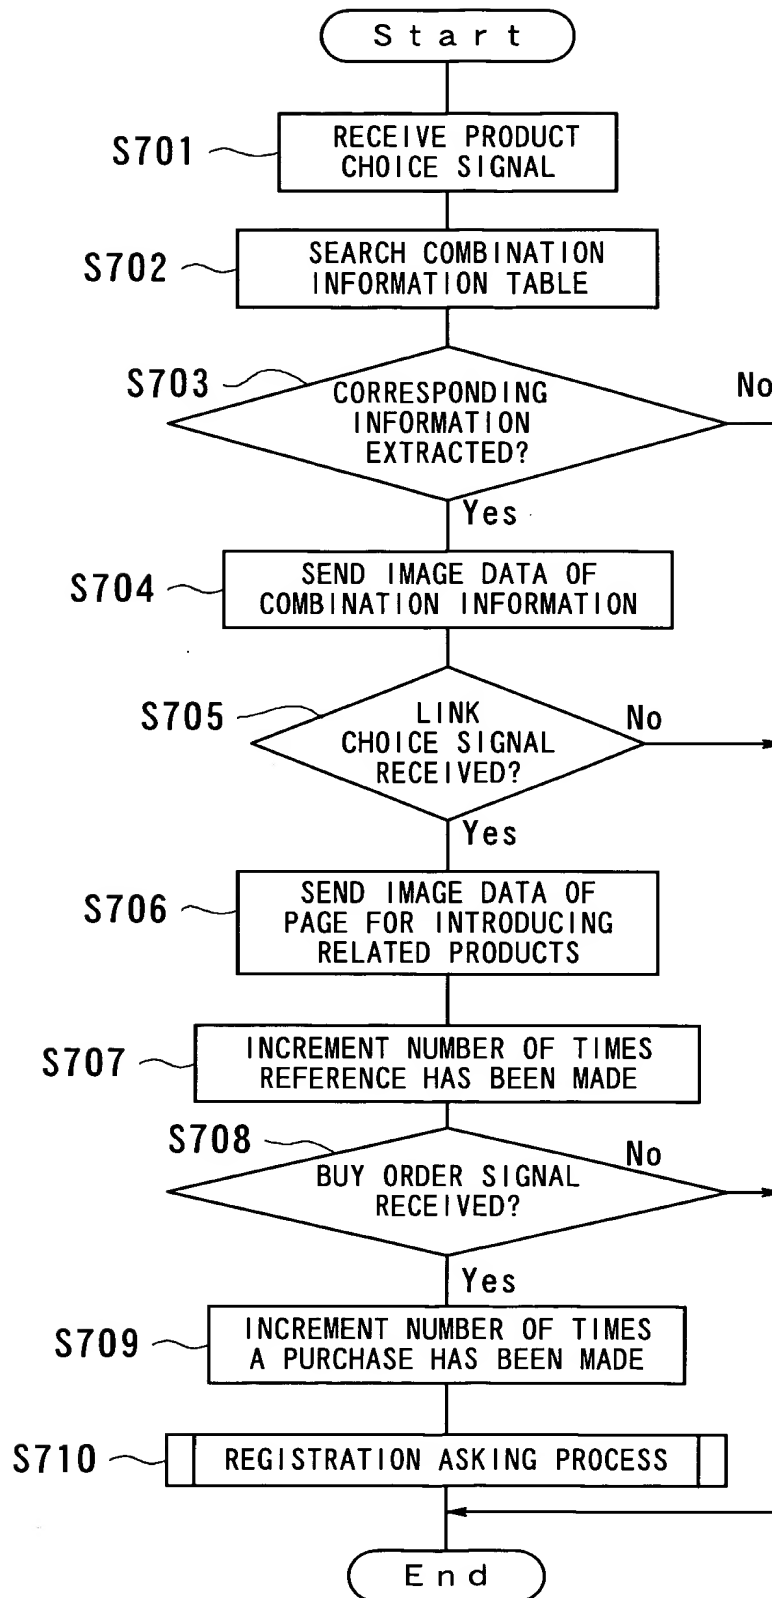 Start
S701
RECEIVE PRODUCT
CHOICE SIGNAL
S702
SEARCH COMBINATION
INFORMATION TABLE
S703
CORRESPONDING
INFORMATION
EXTRACTED?
No
Yes
S704
SEND IMAGE DATA OF
COMBINATION INFORMATION
S705
LINK
CHOICE SIGNAL
RECEIVED?
No
Yes
S706
SEND IMAGE DATA OF
PAGE FOR INTRODUCING
RELATED PRODUCTS
S707
INCREMENT NUMBER OF TIMES
REFERENCE HAS BEEN MADE
S708
BUY ORDER SIGNAL
RECEIVED?
No
Yes
S709
INCREMENT NUMBER OF TIMES
A PURCHASE HAS BEEN MADE
S710
REGISTRATION ASKING PROCESS
End